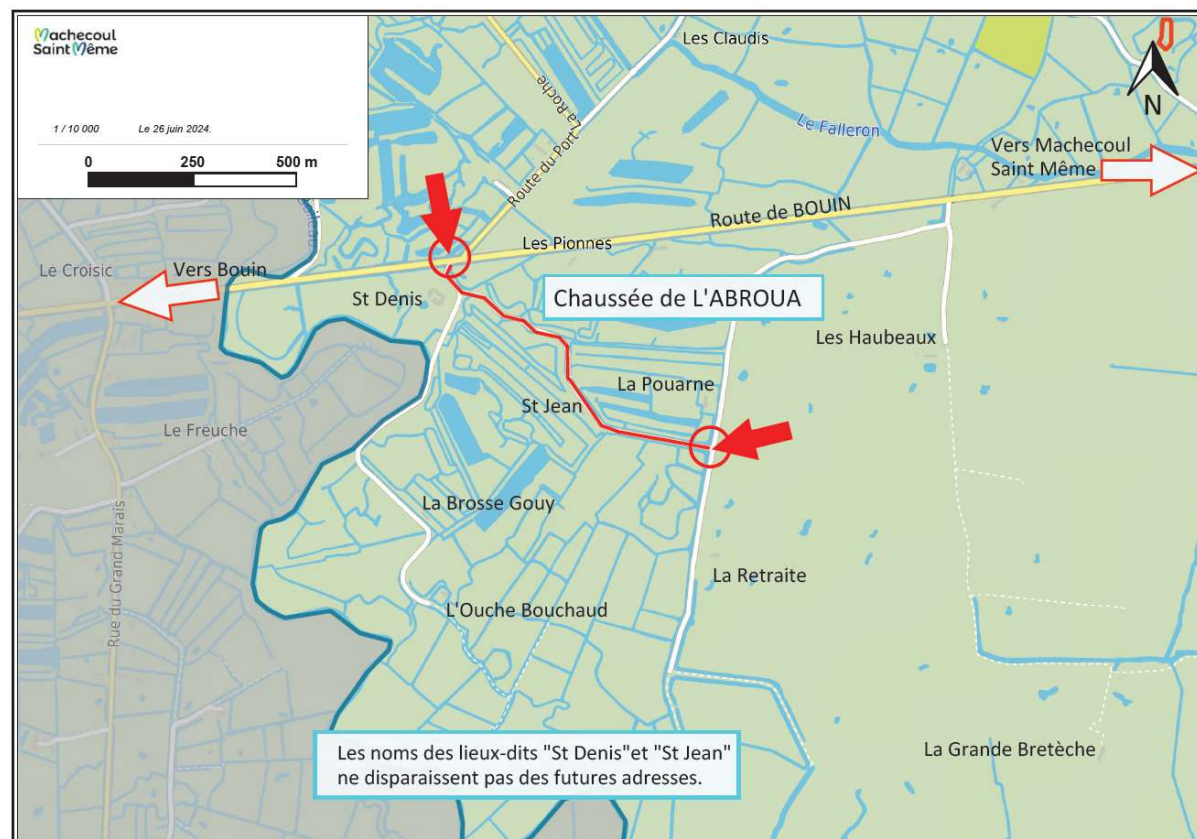 Machecoul
Saint Même
1 / 10 000 Le 26 juin 2024.
0 250 500 m
N
Les Claudis
La Roche
Route du Port
Le Falleron
Vers Machecoul
Saint Même
Route de BOUIN
Les Pionnes
Le Croisic
Vers Bouin
St Denis
Chaussée de L'ABROUA
Les Haubeaux
La Pouarne
St Jean
Le Freuche
La Brosse Gouy
Rue du Grand Marais
La Retraite
L'Ouche Bouchaud
La Grande Bretèche
Les noms des lieux-dits "St Denis"et "St Jean"
ne disparaissent pas des futures adresses.